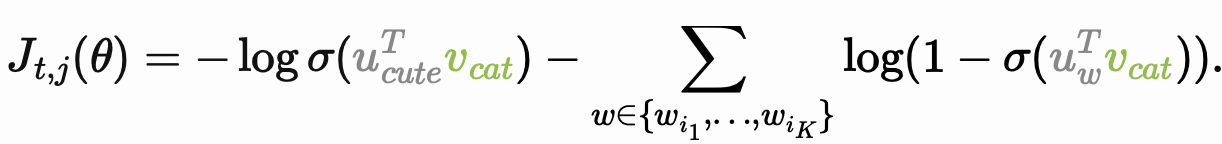 J_{t,j}(θ) = − log σ(u_{cute}^T v_{cat}) − ∑_{w∈{w_{i_1},…,w_{i_K}}} log(1 − σ(u_w^T v_{cat})).